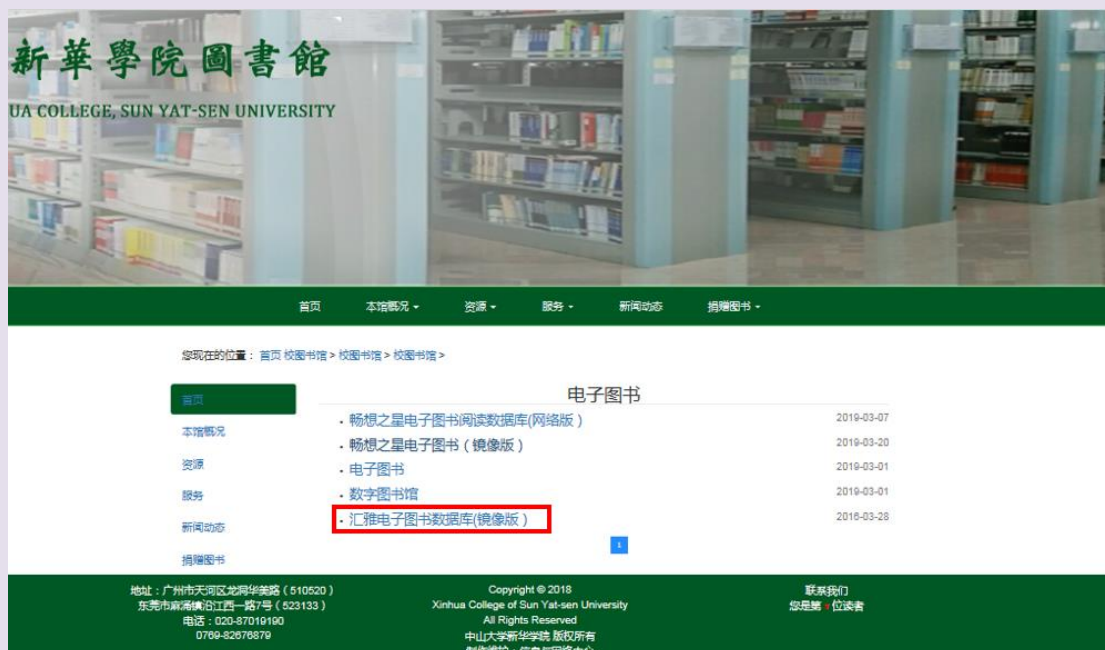 新華學院圖書館
UA COLLEGE, SUN YAT-SEN UNIVERSITY
首页 本馆概况 资源 服务 新闻动态 捐赠图书
您现在的位置： 首页 校图书馆 > 校图书馆 > 校图书馆 >
首页
本馆概况
资源
服务
新闻动态
捐赠图书
电子图书
· 畅想之星电子图书阅读数据库(网络版） 2019-03-07
· 畅想之星电子图书（镜像版） 2019-03-20
· 电子图书 2019-03-01
· 数字图书馆 2019-03-01
· 汇雅电子图书数据库(镜像版） 2016-03-28
1
地址：广州市天河区龙洞华美路（510520）
东莞市麻涌镇沿江西一路7号（523133）
电话：020-87019190
0769-82676879
Copyright © 2018
Xinhua College of Sun Yat-sen University
All Rights Reserved
中山大学新华学院 版权所有
联系我们
您是第 位读者